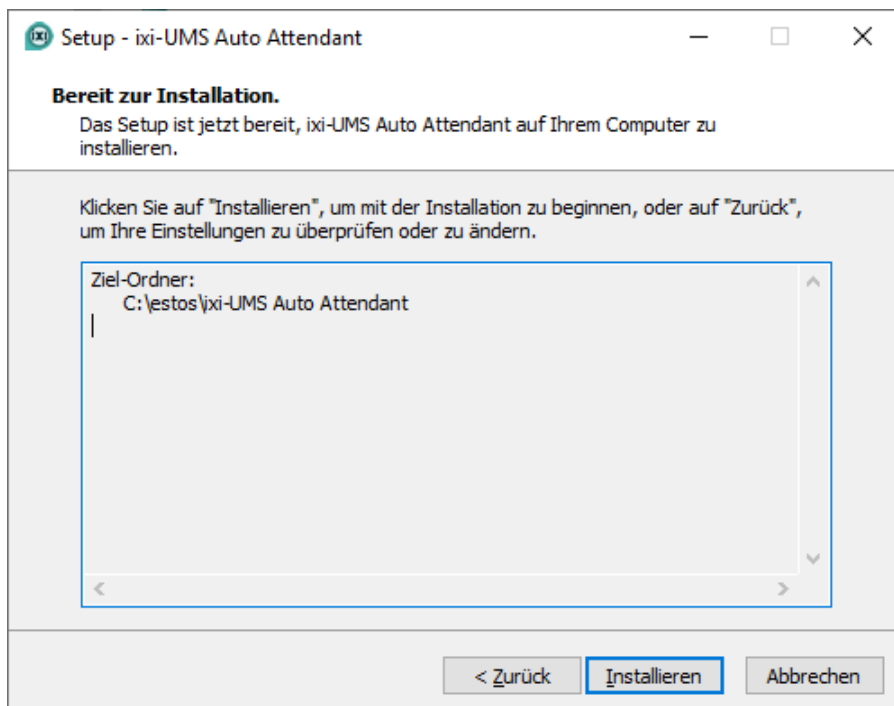 Setup - ixi-UMS Auto Attendant
Bereit zur Installation.
Das Setup ist jetzt bereit, ixi-UMS Auto Attendant auf Ihrem Computer zu
installieren.
Klicken Sie auf "Installieren", um mit der Installation zu beginnen, oder auf "Zurück",
um Ihre Einstellungen zu überprüfen oder zu ändern.
Ziel-Ordner:
C:\estos\ixi-UMS Auto Attendant
< Zurück
Installieren
Abbrechen